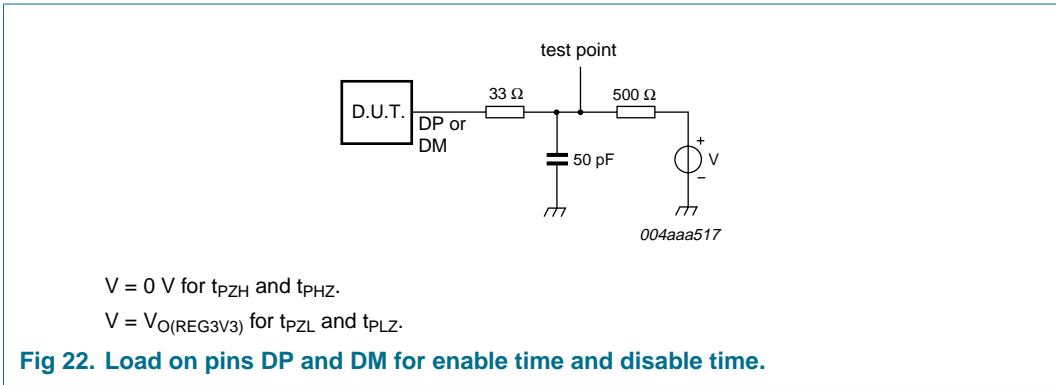 test point
33 Ω
500 Ω
D.U.T.
DP or
DM
50 pF
+
V
−
004aaa517
V = 0 V for tPZH and tPHZ.
V = VO(REG3V3) for tPZL and tPLZ.
Fig 22. Load on pins DP and DM for enable time and disable time.